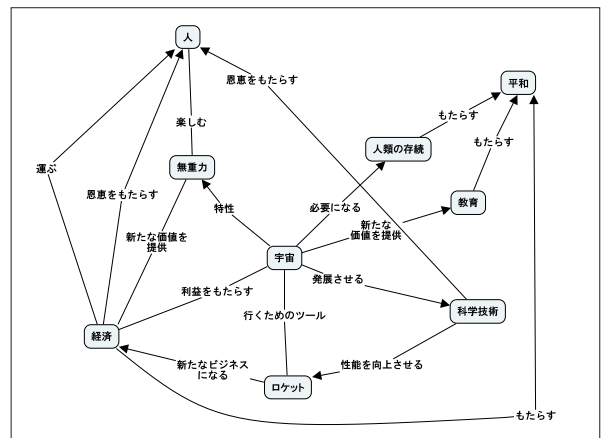 人
恩恵をもたらす
平和
もたらす
楽しむ
人類の存続
もたらす
運ぶ
無重力
恩恵をもたらす
教育
特性
必要になる
新たな
価値を提供
新たな価値を
提供
宇宙
発展させる
利益をもたらす
行くためのツール
科学技術
経済
新たなビジネス
になる
性能を向上させる
ロケット
もたらす